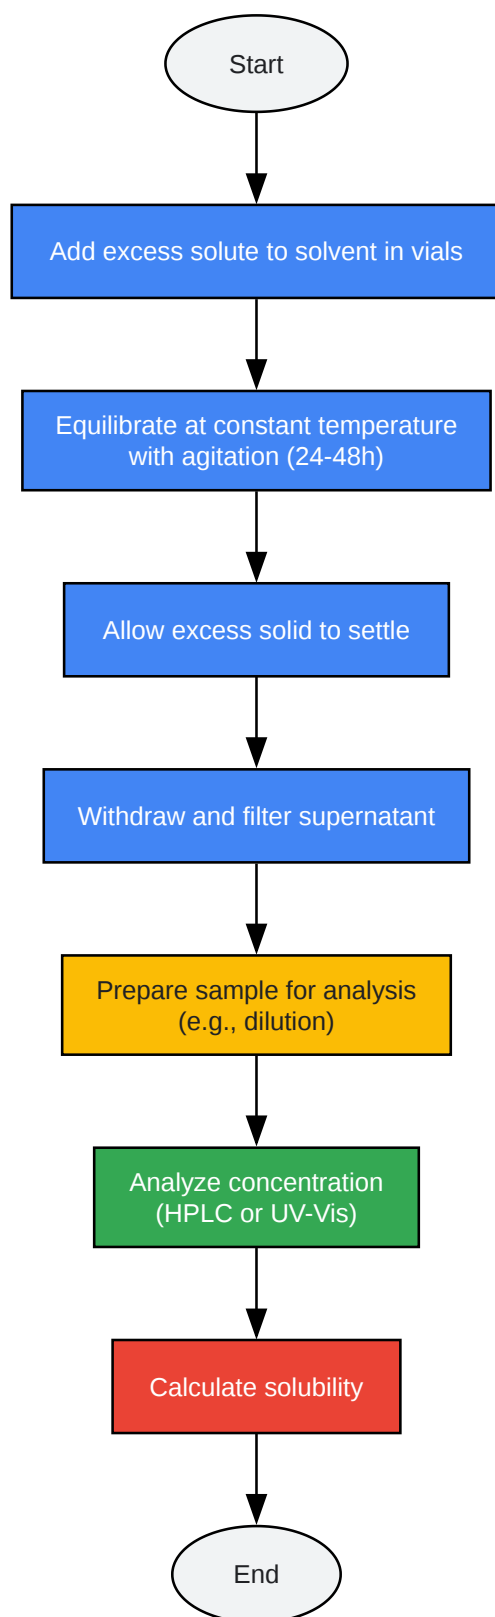 Start
Add excess solute to solvent in vials
Equilibrate at constant temperature
with agitation (24-48h)
Allow excess solid to settle
Withdraw and filter supernatant
Prepare sample for analysis
(e.g., dilution)
Analyze concentration
(HPLC or UV-Vis)
Calculate solubility
End